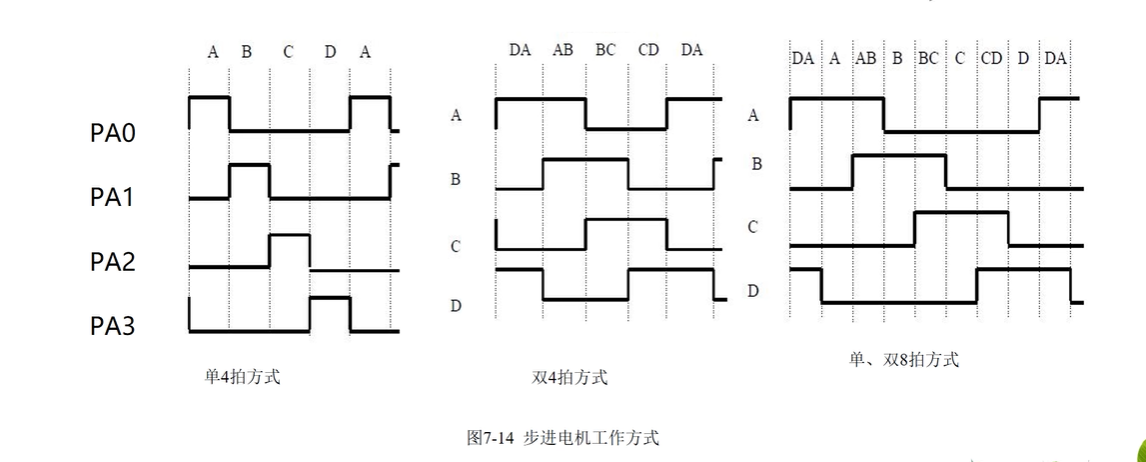 A B C D A
PA0
PA1
PA2
PA3
单4拍方式
DA AB BC CD DA
A
B
C
D
双4拍方式
DA A AB B BC C CD D DA
A
B
C
D
单、双8拍方式
图7-14 步进电机工作方式